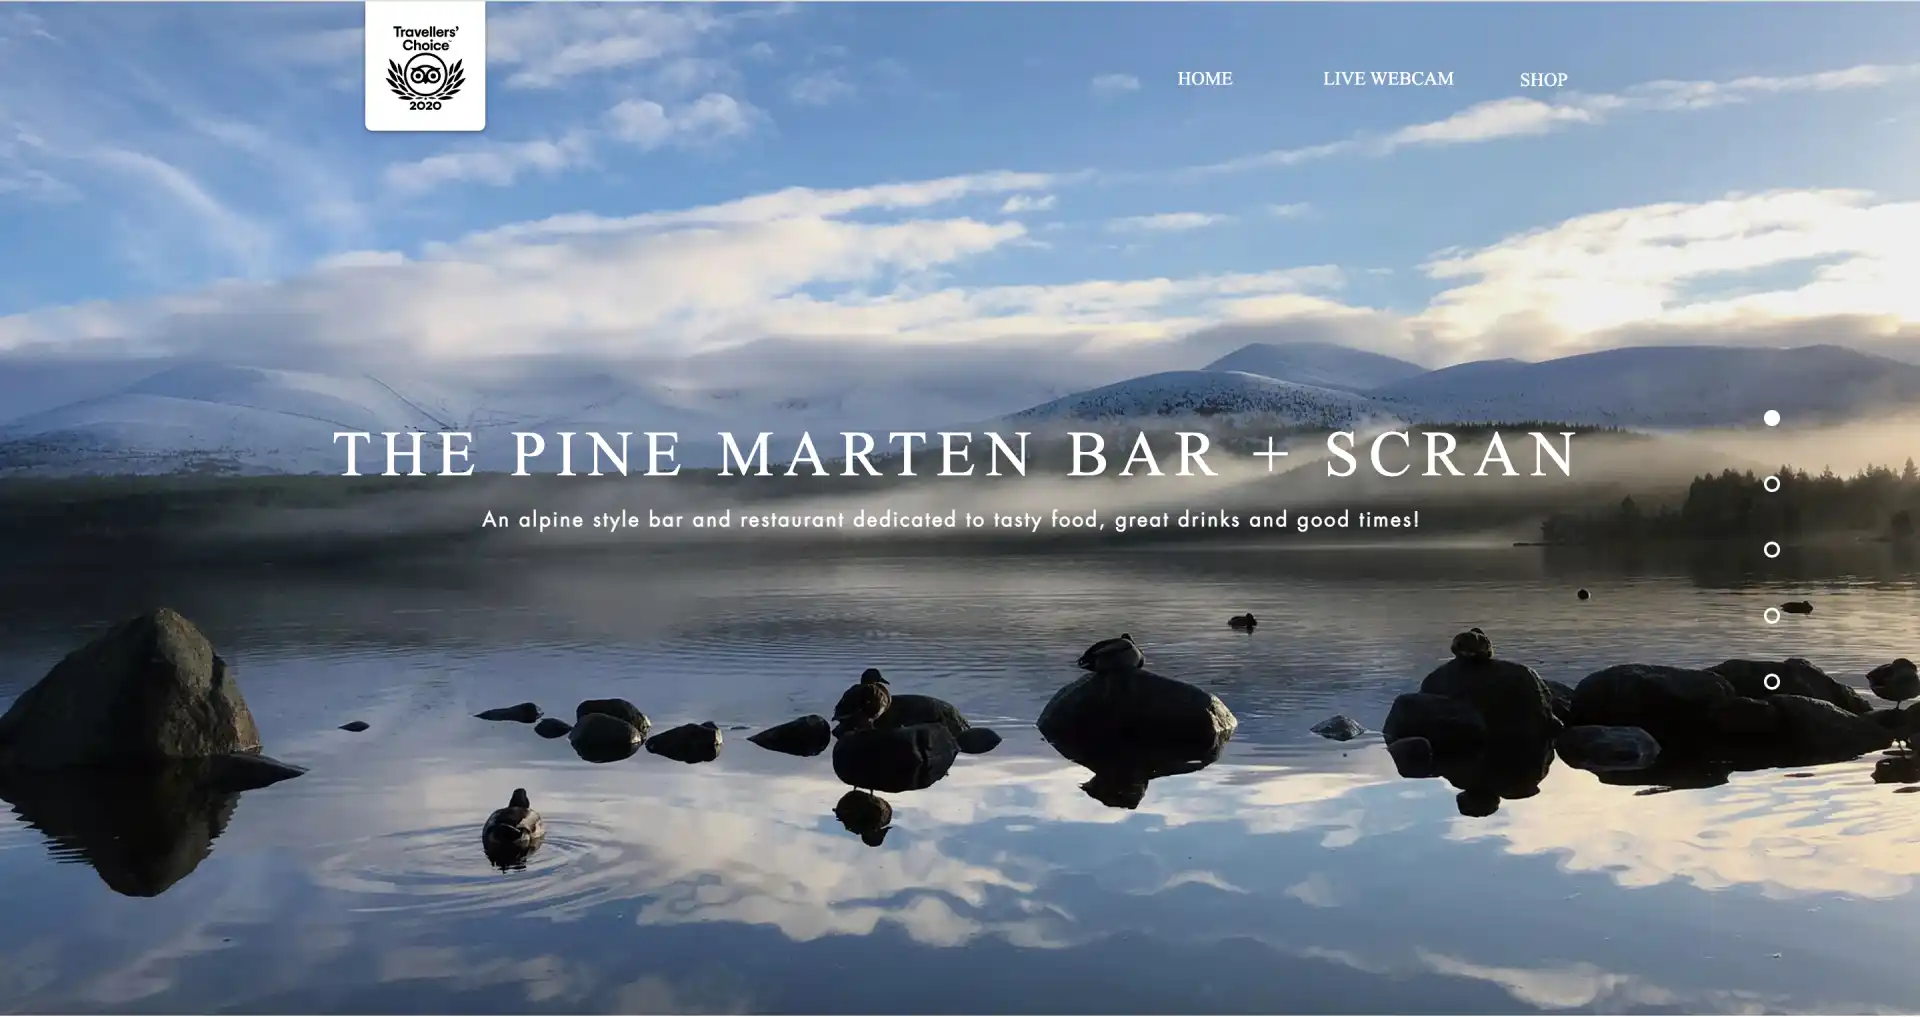 Travellers'
Choice
2020
HOME LIVE WEBCAM SHOP
THE PINE MARTEN BAR + SCRAN
An alpine style bar and restaurant dedicated to tasty food, great drinks and good times!